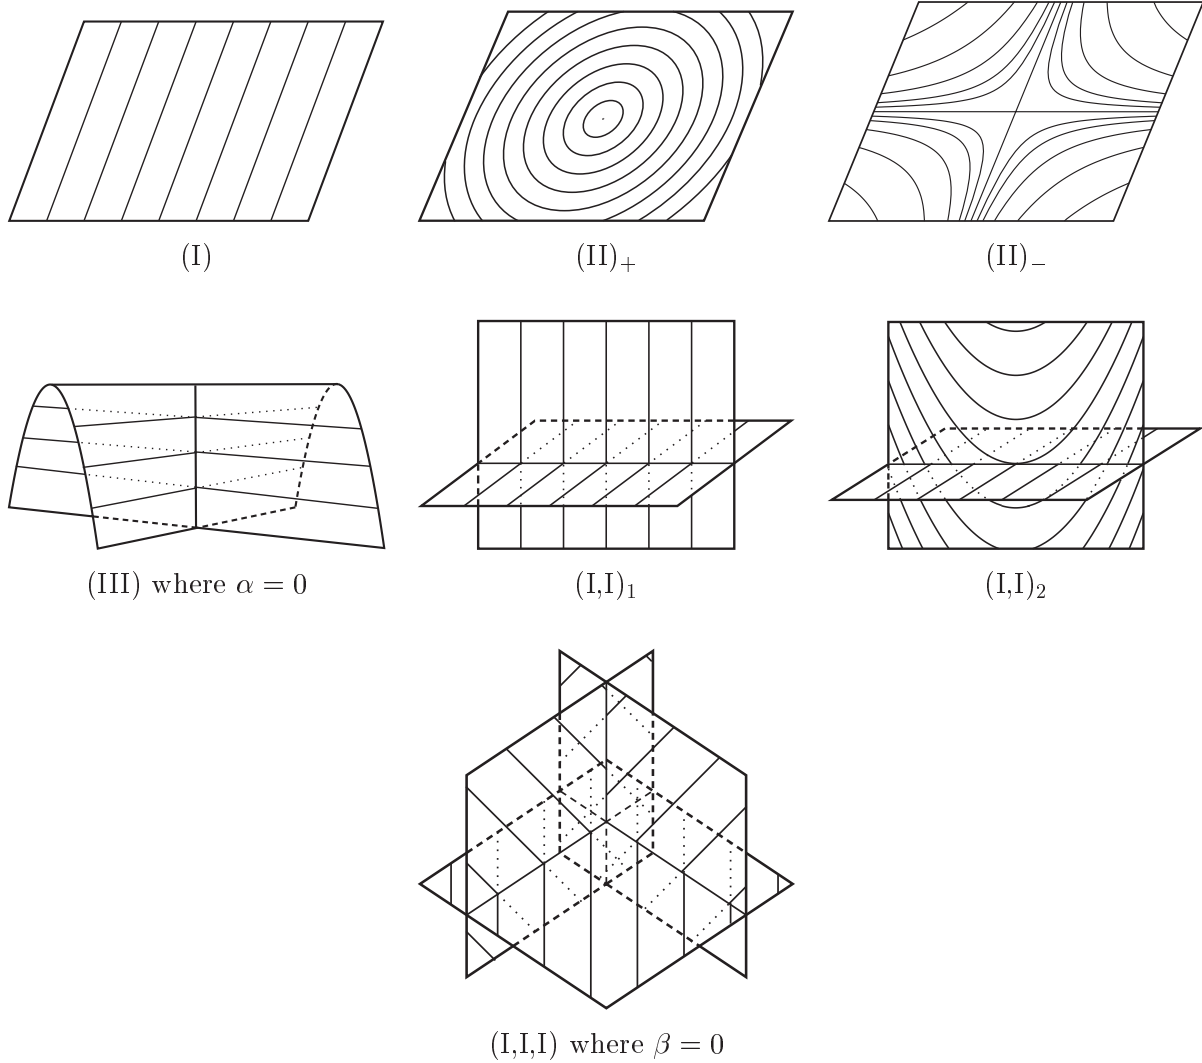 (I) (II)₊ (II)₋
(III) where α = 0 (I,I)₁ (I,I)₂
(I,I,I) where β = 0